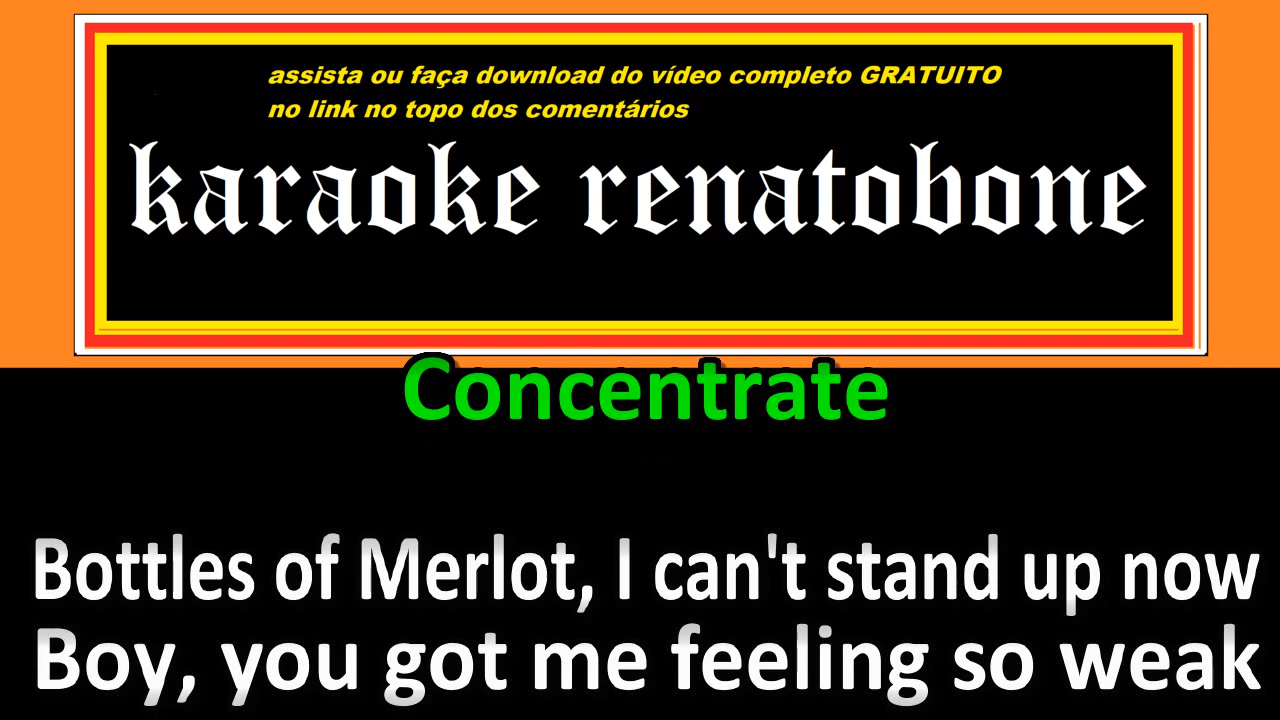 assista ou faça download do vídeo completo GRATUITO
no link no topo dos comentários
karaoke renatobone
Concentrate
Bottles of Merlot, I can't stand up now
Boy, you got me feeling so weak